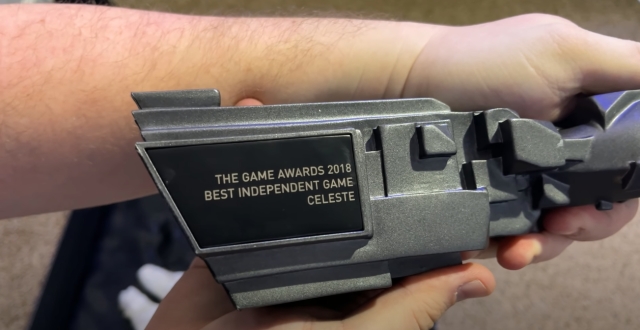 THE GAME AWARDS 2018
BEST INDEPENDENT GAME
CELESTE